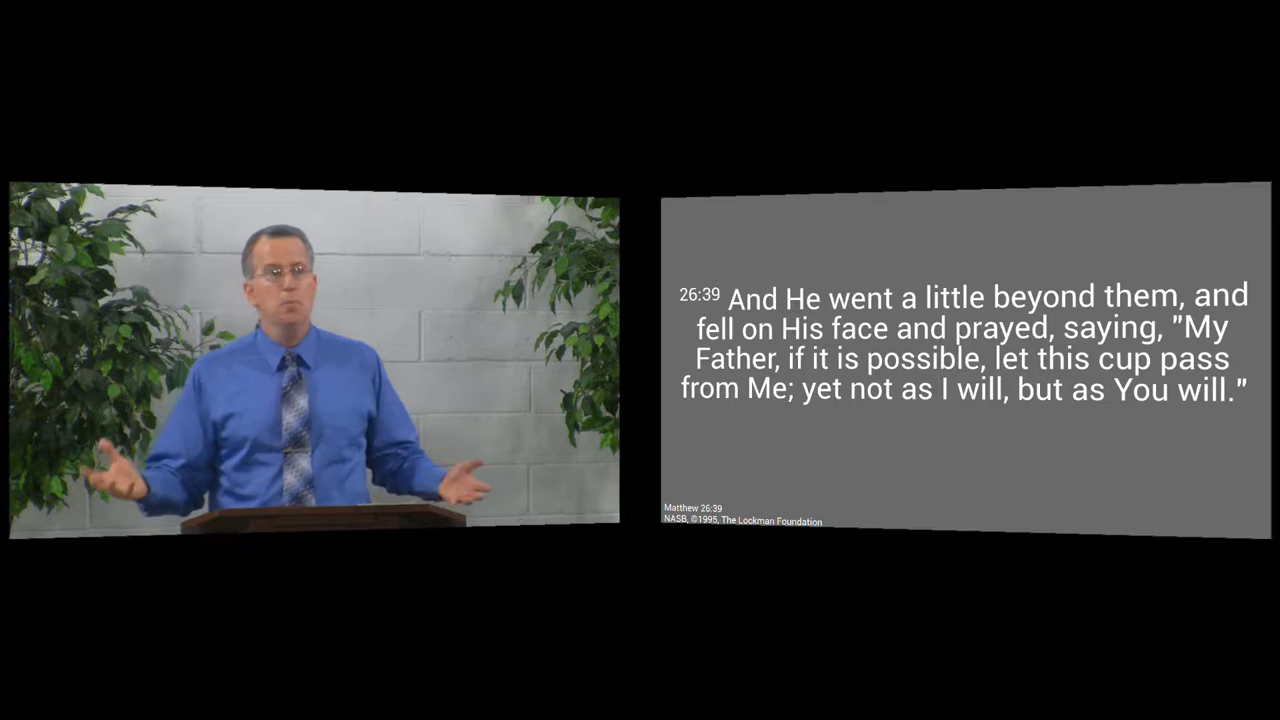 26:39 And He went a little beyond them, and
fell on His face and prayed, saying, "My
Father, if it is possible, let this cup pass
from Me; yet not as I will, but as You will."
Matthew 26:39
NASB, ©1995, The Lockman Foundation